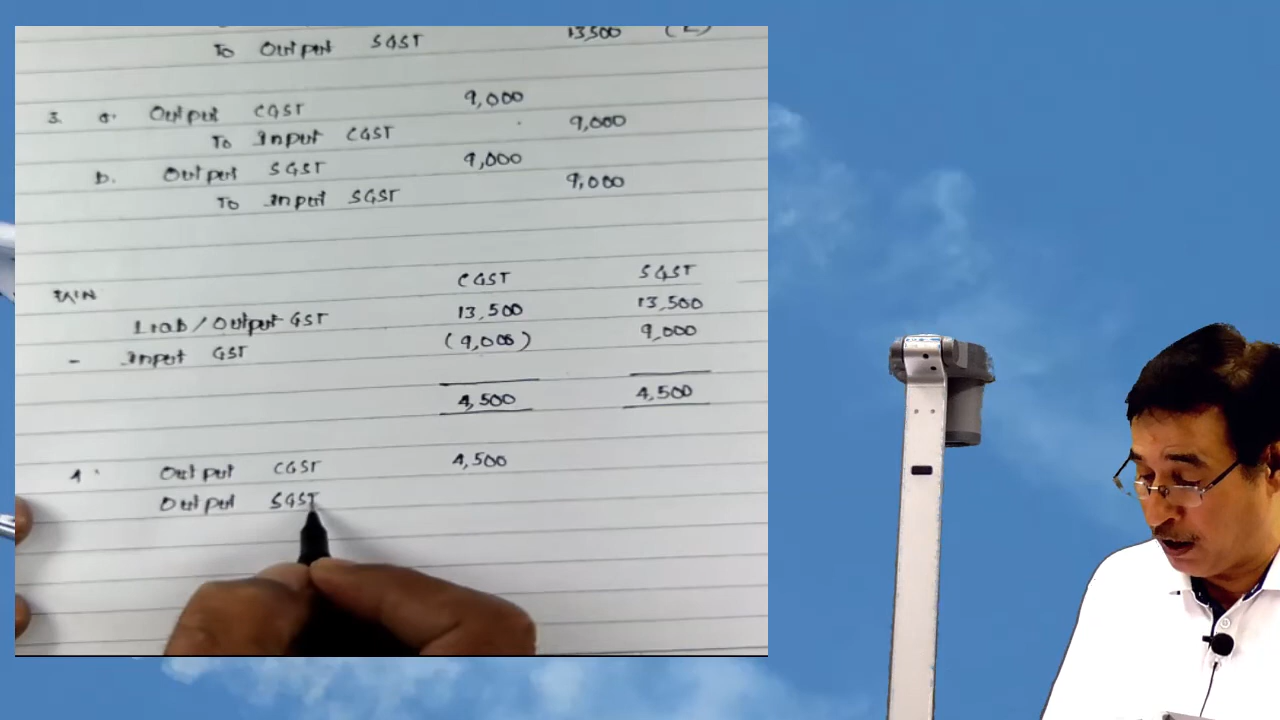 To Output SGST 13,500 (L)
3. a. Output CGST 9,000
To Input CGST 9,000
b. Output SGST 9,000
To Input SGST 9,000
CGST SGST
Liab / Output GST 13,500 13,500
- Input GST (9,000) 9,000
4,500 4,500
4. Output CGST 4,500
Output SGST